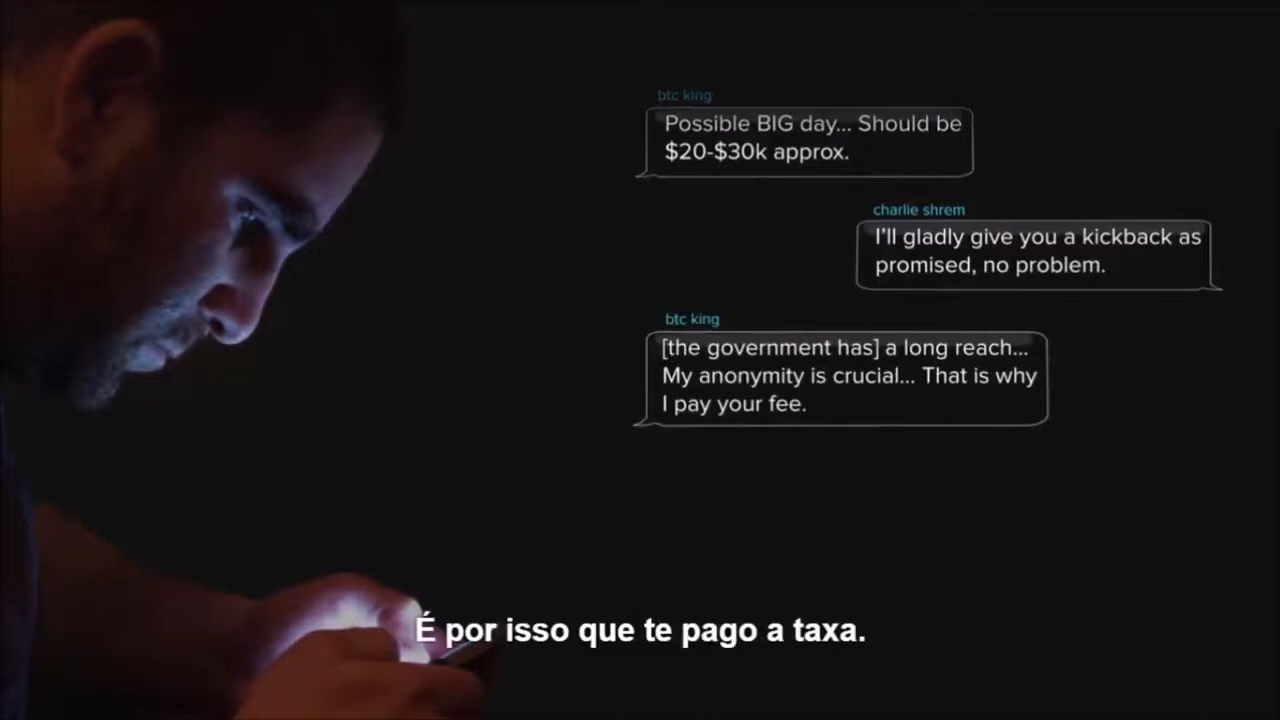 btc king
Possible BIG day... Should be
$20-$30k approx.
charlie shrem
I'll gladly give you a kickback as
promised, no problem.
btc king
[the government has] a long reach...
My anonymity is crucial... That is why
I pay your fee.
É por isso que te pago a taxa.